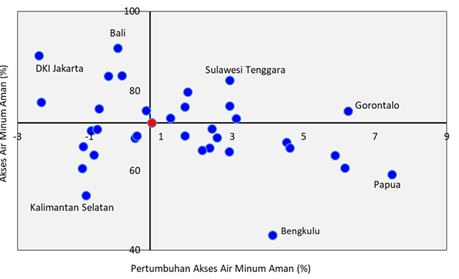 100
Bali
DKI Jakarta
80
Sulawesi Tenggara
Gorontalo
-3 -1 1 3 5 7 9
60
Papua
Kalimantan Selatan
Bengkulu
40
Akses Air Minum Aman (%)
Pertumbuhan Akses Air Minum Aman (%)